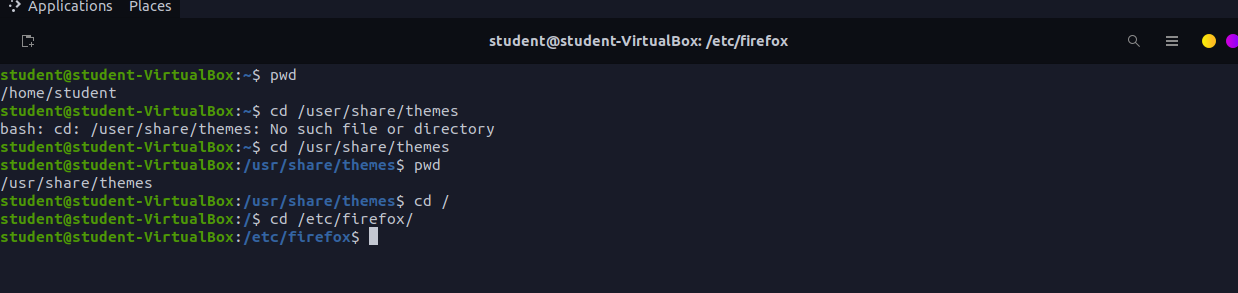 Applications Places
student@student-VirtualBox: /etc/firefox
student@student-VirtualBox:~$ pwd
/home/student
student@student-VirtualBox:~$ cd /user/share/themes
bash: cd: /user/share/themes: No such file or directory
student@student-VirtualBox:~$ cd /usr/share/themes
student@student-VirtualBox:/usr/share/themes$ pwd
/usr/share/themes
student@student-VirtualBox:/usr/share/themes$ cd /
student@student-VirtualBox:/$ cd /etc/firefox/
student@student-VirtualBox:/etc/firefox$